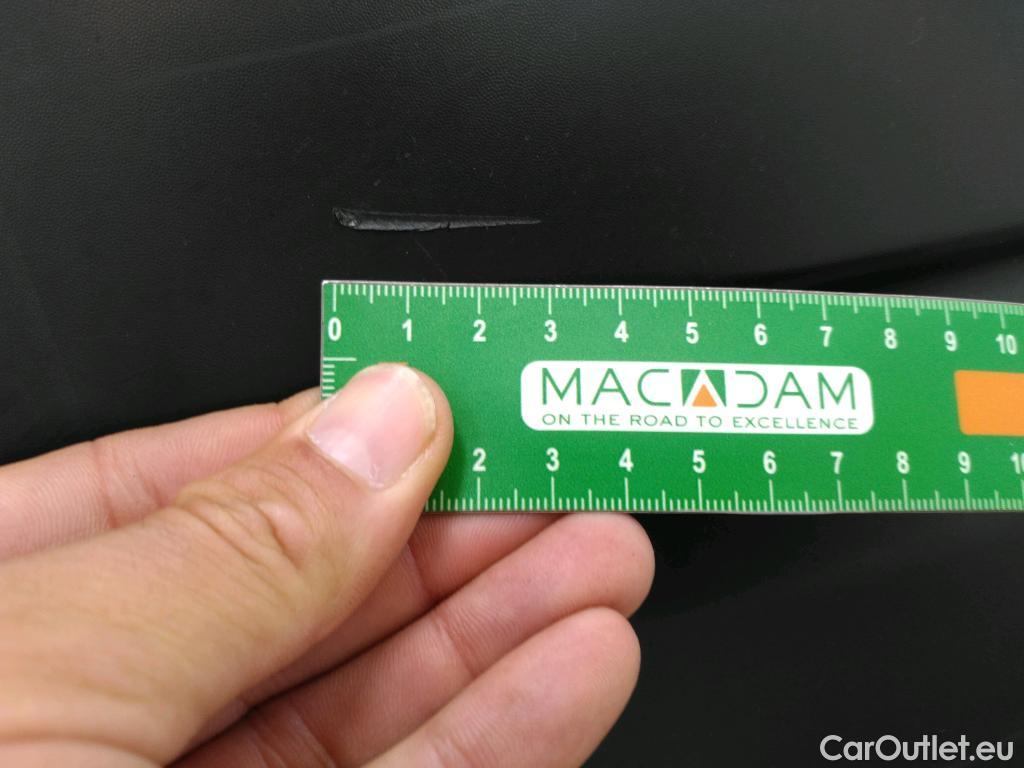 0 1 2 3 4 5 6 7 8 9 10
MACADAM
ON THE ROAD TO EXCELLENCE
2 3 4 5 6 7 8 9
CarOutlet.eu